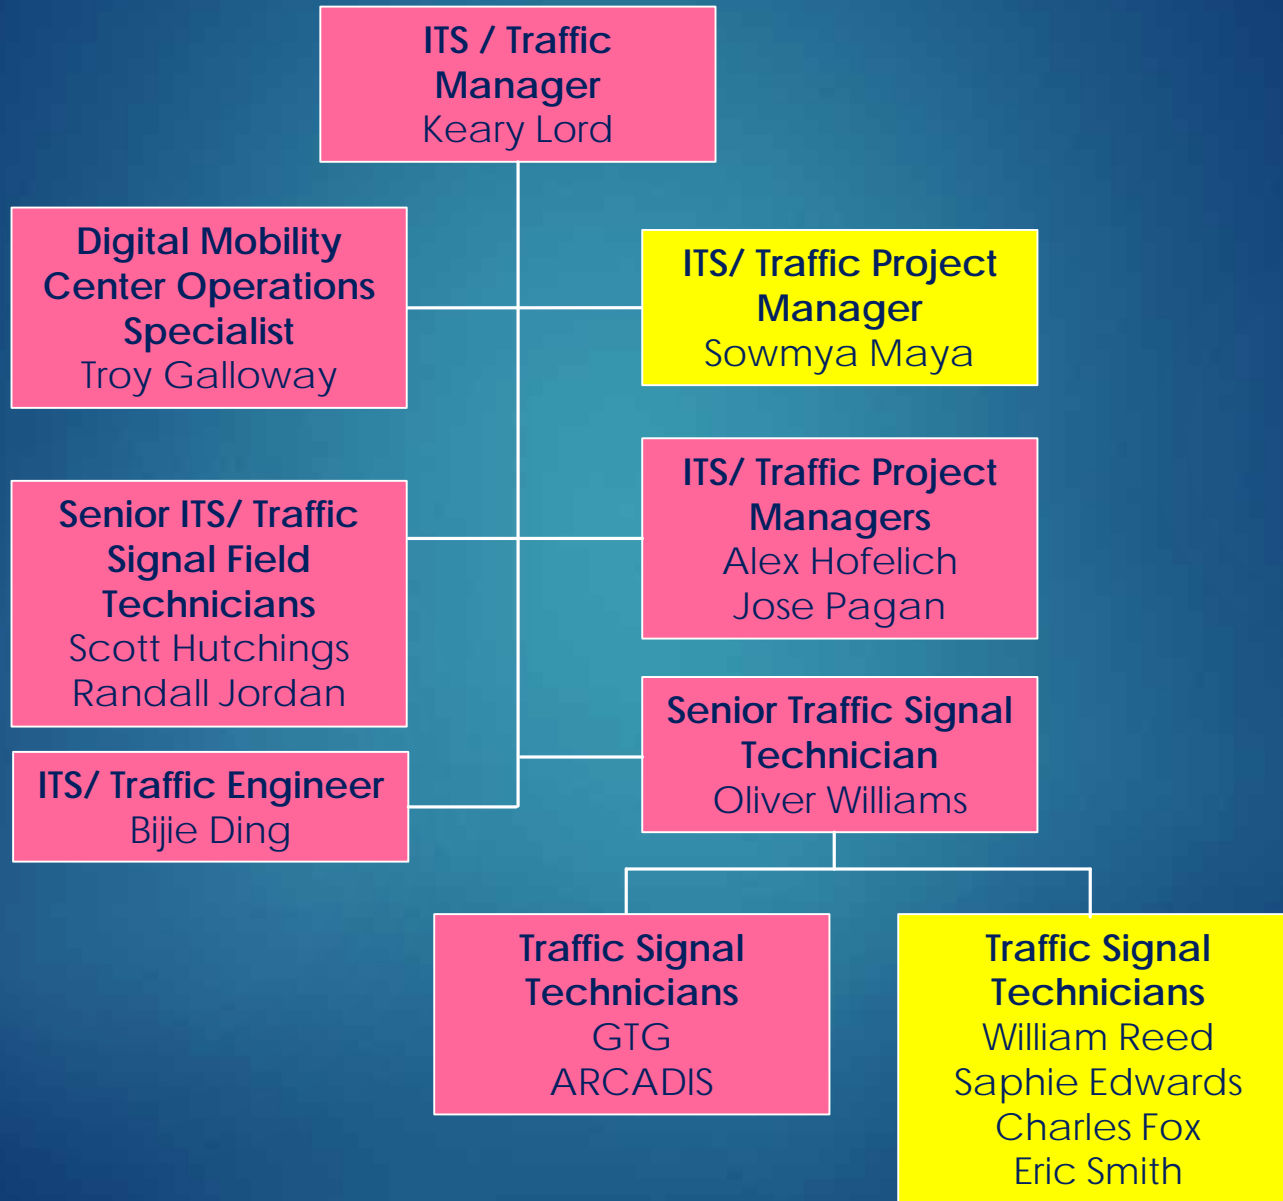 ITS / Traffic
Manager
Keary Lord
Digital Mobility
Center Operations
Specialist
Troy Galloway
ITS/ Traffic Project
Manager
Sowmya Maya
Senior ITS/ Traffic
Signal Field
Technicians
Scott Hutchings
Randall Jordan
ITS/ Traffic Project
Managers
Alex Hofelich
Jose Pagan
ITS/ Traffic Engineer
Bijie Ding
Senior Traffic Signal
Technician
Oliver Williams
Traffic Signal
Technicians
GTG
ARCADIS
Traffic Signal
Technicians
William Reed
Saphie Edwards
Charles Fox
Eric Smith